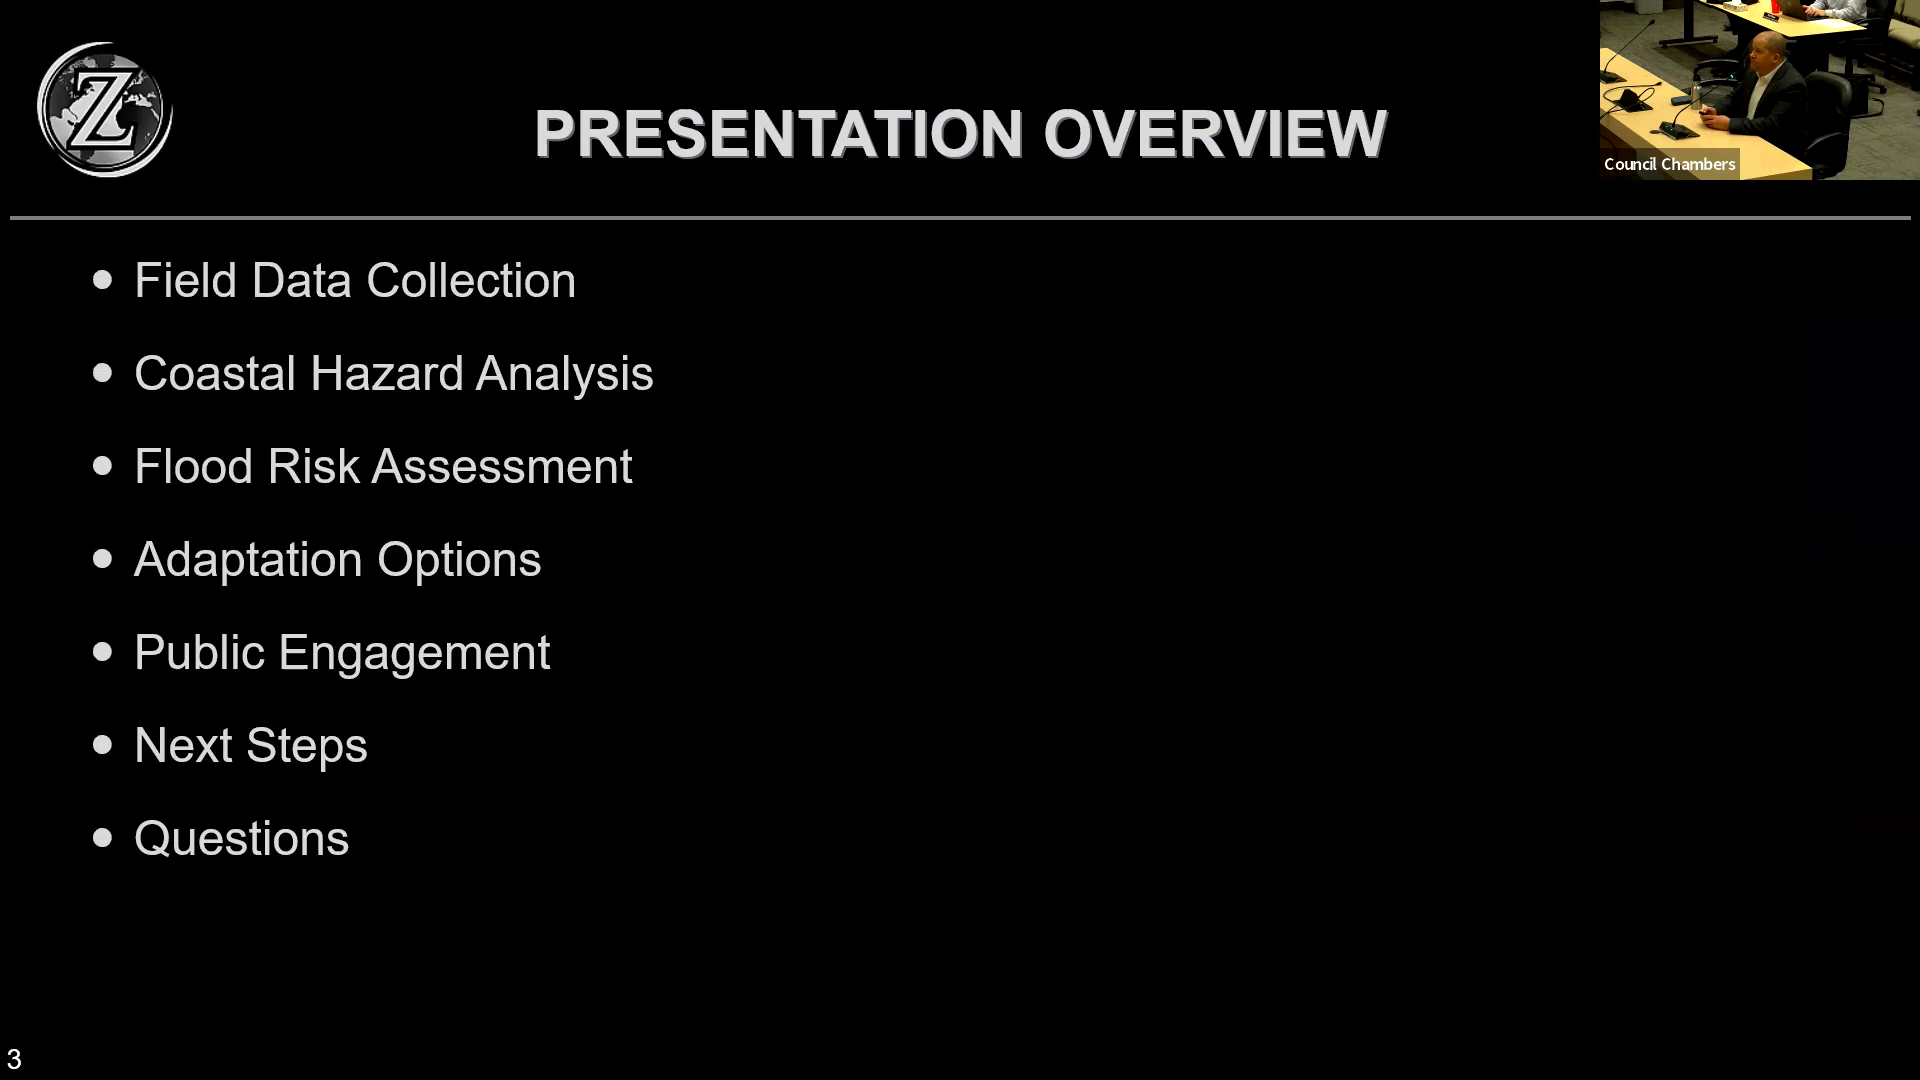 Z
PRESENTATION OVERVIEW
Council Chambers
• Field Data Collection
• Coastal Hazard Analysis
• Flood Risk Assessment
• Adaptation Options
• Public Engagement
• Next Steps
• Questions
3